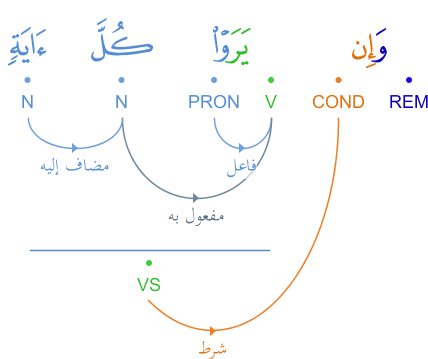 وَإِن يَرَوْا۟ كُلَّ ءَايَةٍ
REM COND V PRON N N
فاعل مضاف إليه
مفعول به
VS
شرط